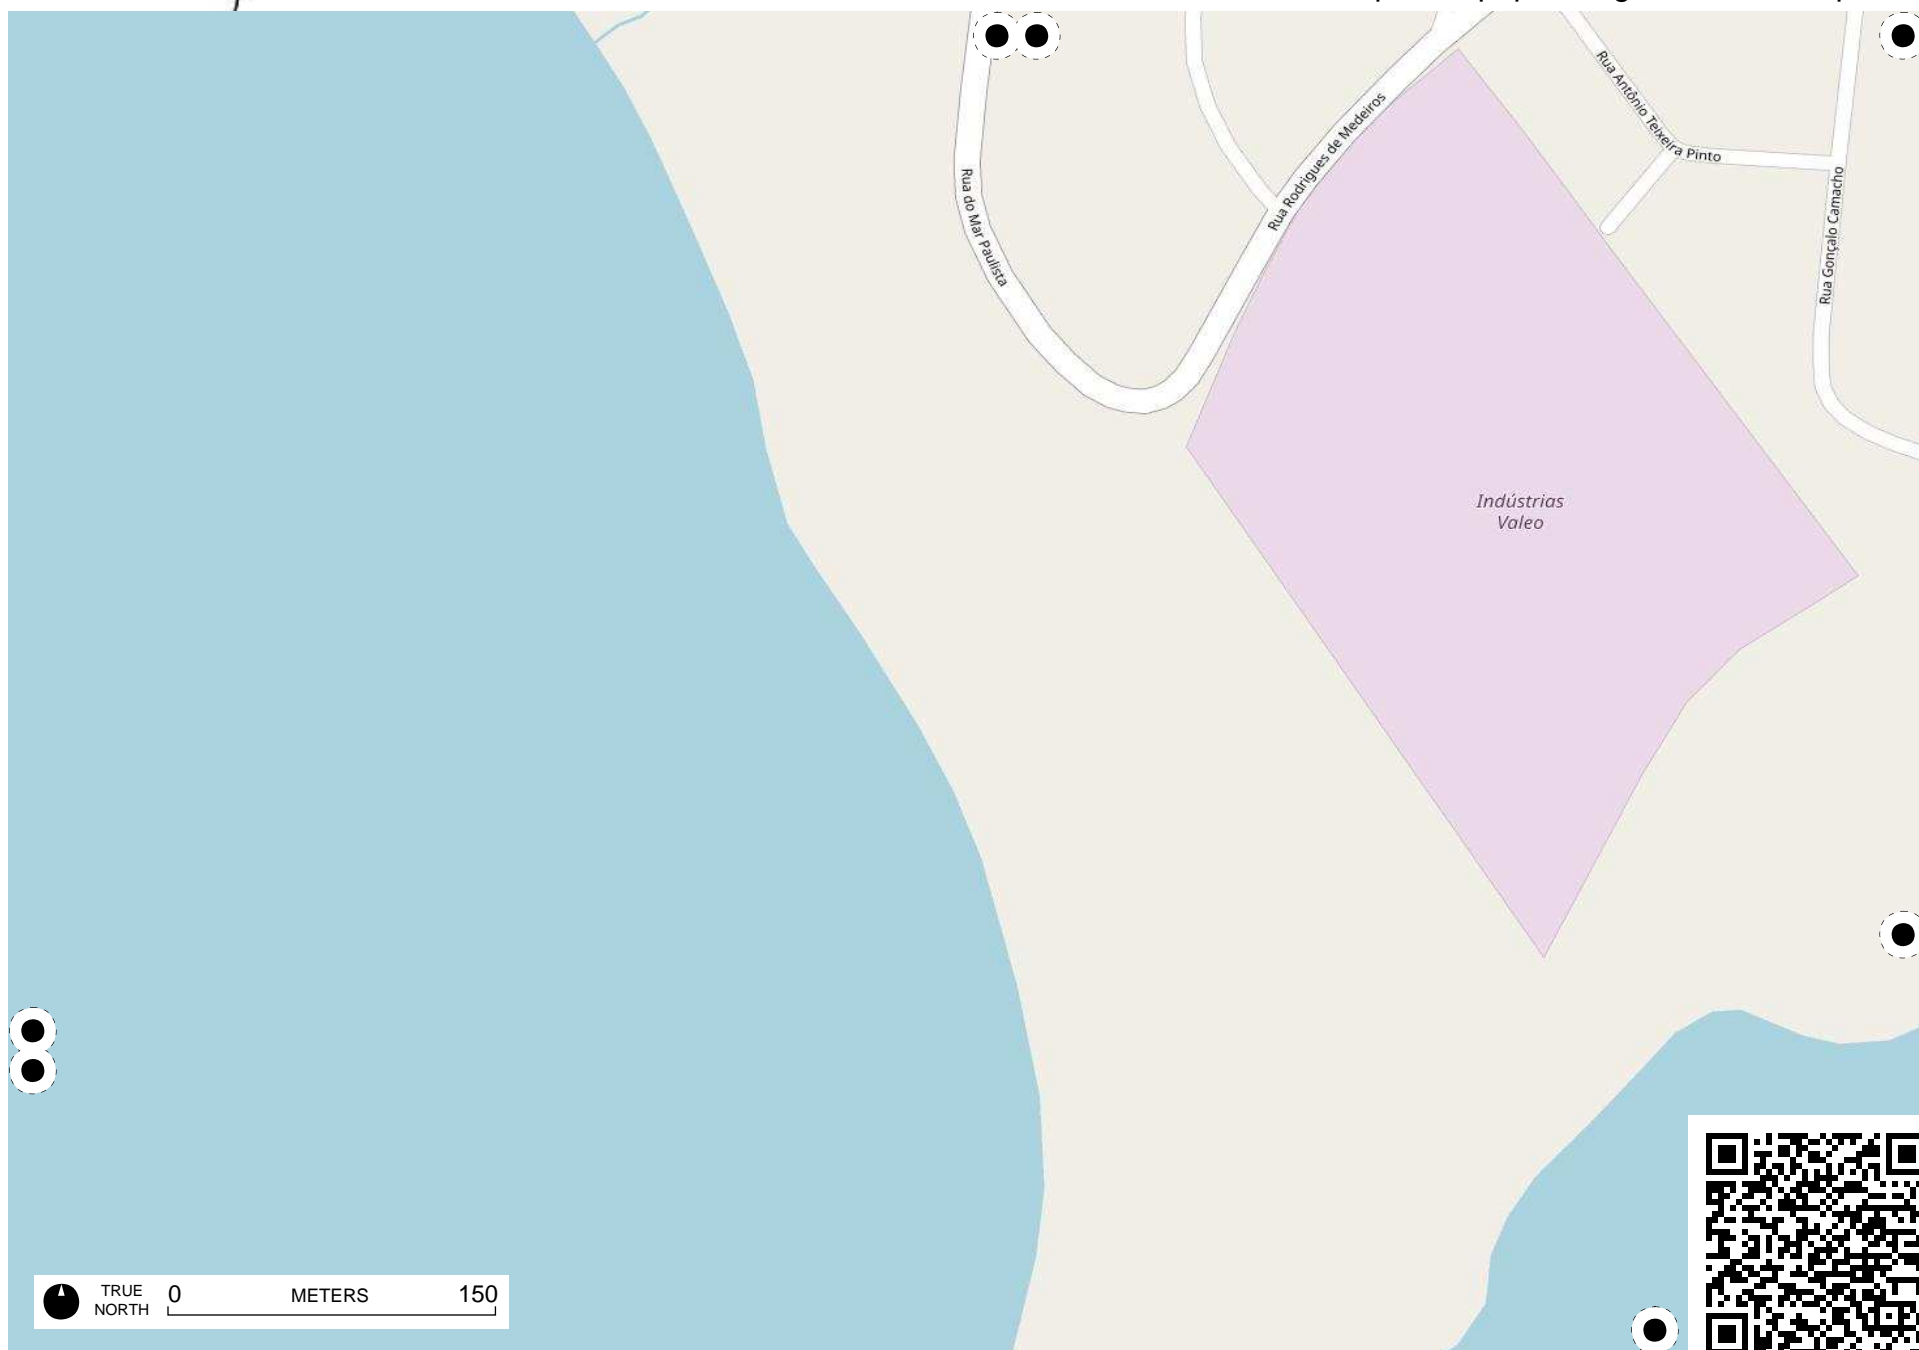 Rua Antônio Teixeira Pinto
Rua Rodrigues de Medeiros
Rua do Mar Paulista
Rua Gonçalo Camacho
Indústrias
Valeo
TRUE
NORTH
0 METERS 150